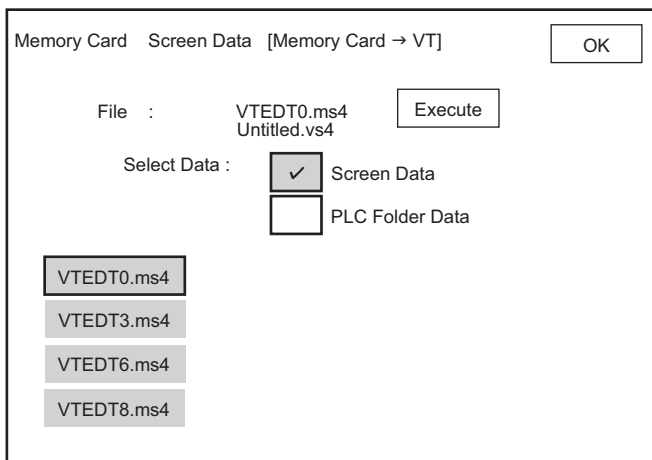 Memory Card Screen Data [Memory Card → VT] OK
File : VTEDT0.ms4 Execute
Untitled.vs4
Select Data : ✓ Screen Data
PLC Folder Data
VTEDT0.ms4
VTEDT3.ms4
VTEDT6.ms4
VTEDT8.ms4